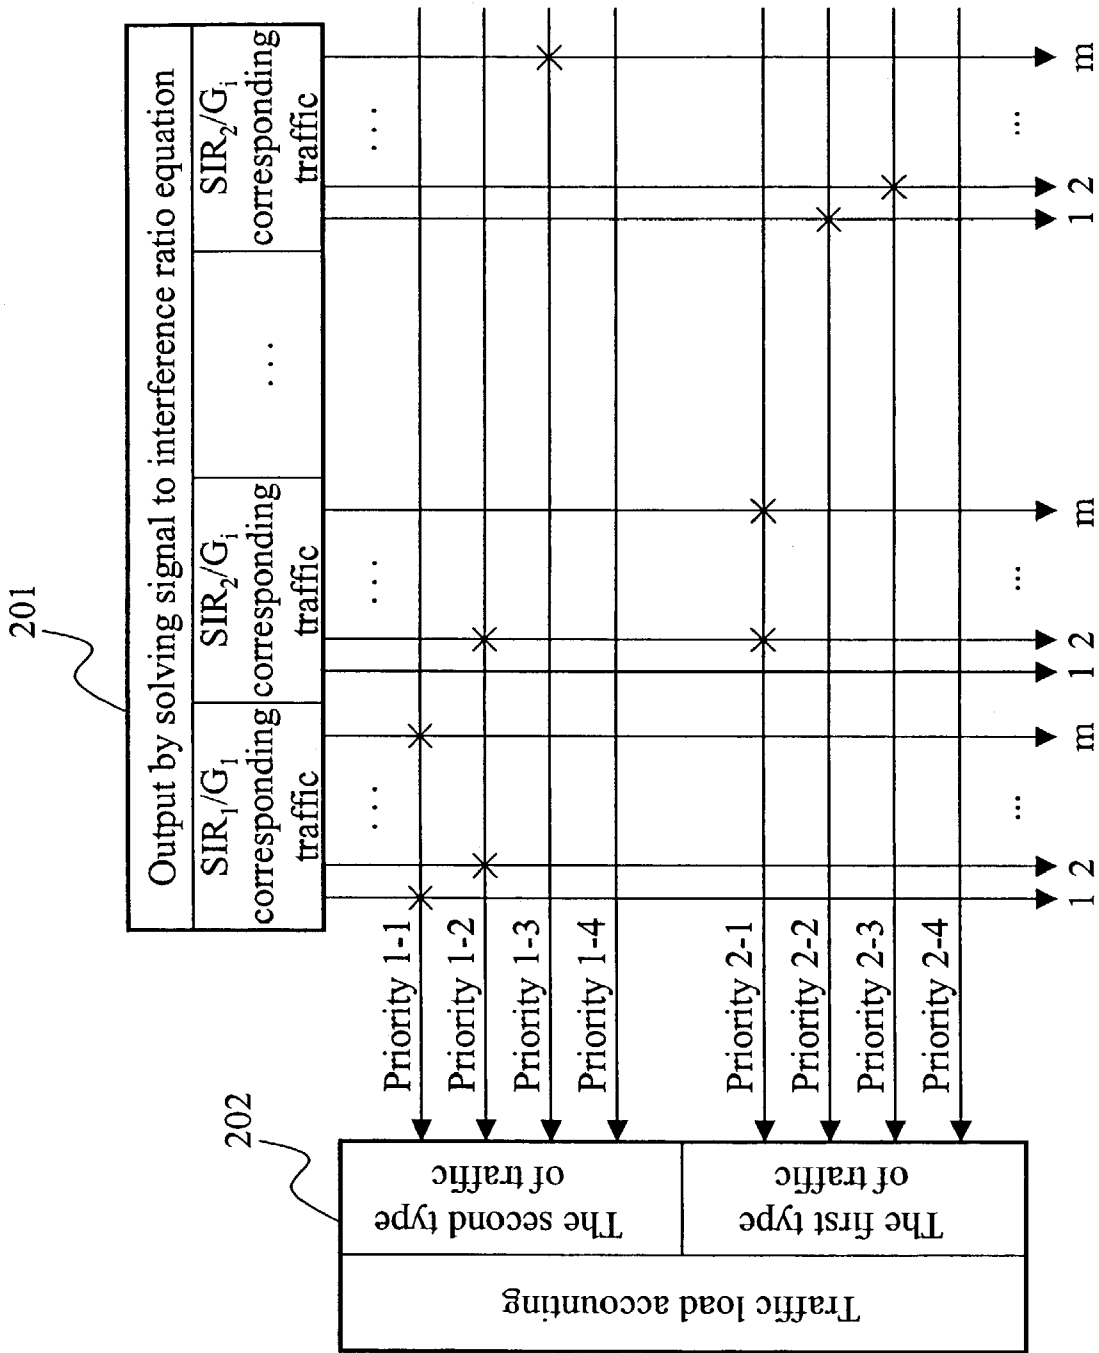 201
Output by solving signal to interference ratio equation
SIR₁/G₁
corresponding
traffic
SIR₂/Gᵢ
corresponding
traffic
...
SIR₂/Gᵢ
corresponding
traffic
...
...
...
Priority 1-1
Priority 1-2
Priority 1-3
Priority 1-4
Priority 2-1
Priority 2-2
Priority 2-3
Priority 2-4
202
Traffic load accounting
The second type
of traffic
The first type
of traffic
1 2 ... m
1 2 ... m
1 2 ... m